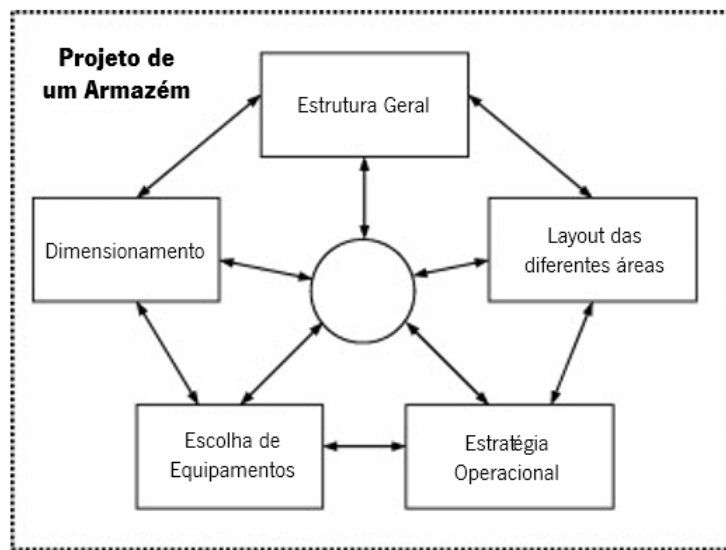 Projeto de
um Armazém
Estrutura Geral
Dimensionamento
Layout das
diferentes áreas
Escolha de
Equipamentos
Estratégia
Operacional